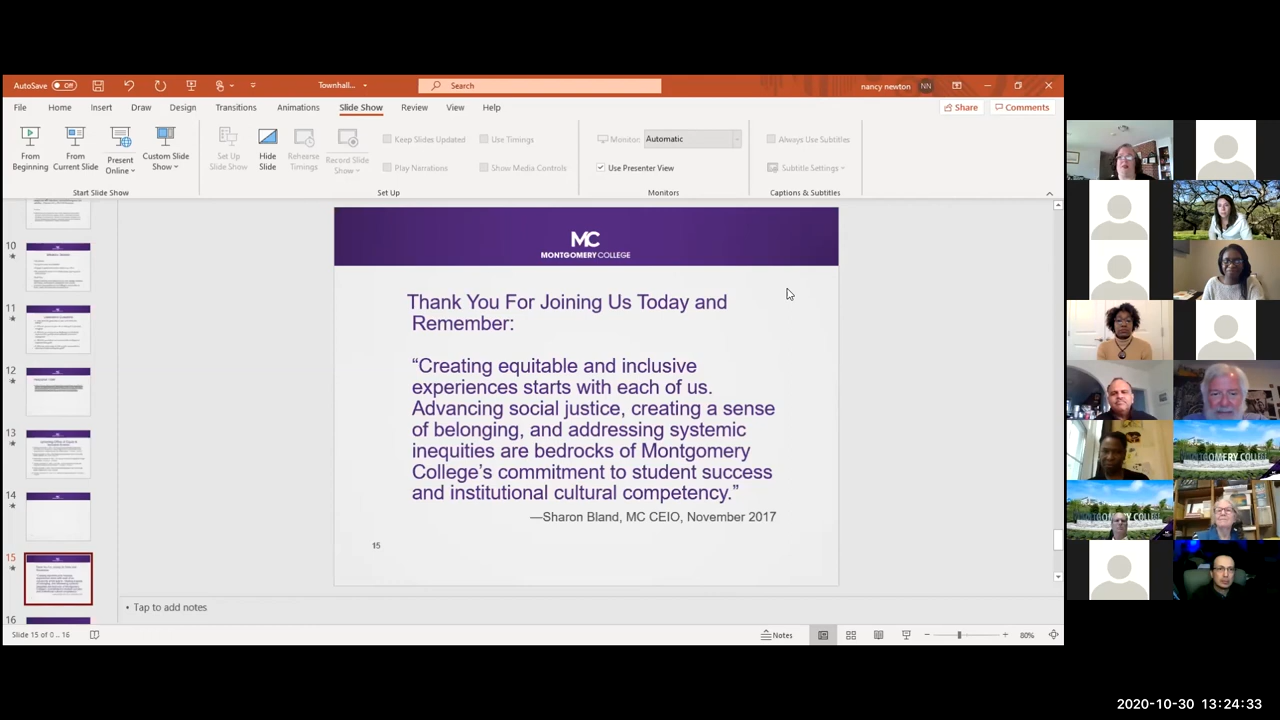 AutoSave Off
Townhall...
Search
nancy newton NN
File Home Insert Draw Design Transitions Animations Slide Show Review View Help
Share Comments
From Beginning
From Current Slide
Present Online
Custom Slide Show
Set Up Slide Show
Hide Slide
Rehearse Timings
Record Slide Show
Keep Slides Updated
Play Narrations
Use Timings
Show Media Controls
Monitor: Automatic
Use Presenter View
Always Use Subtitles
Subtitle Settings
Start Slide Show
Set Up
Monitors
Captions & Subtitles
10
11
12
13
14
15
16
MC
MONTGOMERY COLLEGE
Thank You For Joining Us Today and
Remember:
“Creating equitable and inclusive
experiences starts with each of us.
Advancing social justice, creating a sense
of belonging, and addressing systemic
inequities are bedrocks of Montgomery
College’s commitment to student success
and institutional cultural competency.”
—Sharon Bland, MC CEIO, November 2017
15
• Tap to add notes
Slide 15 of 0 .. 16
Notes
80%
MONTGOMERY COLLEGE
2020-10-30 13:24:33